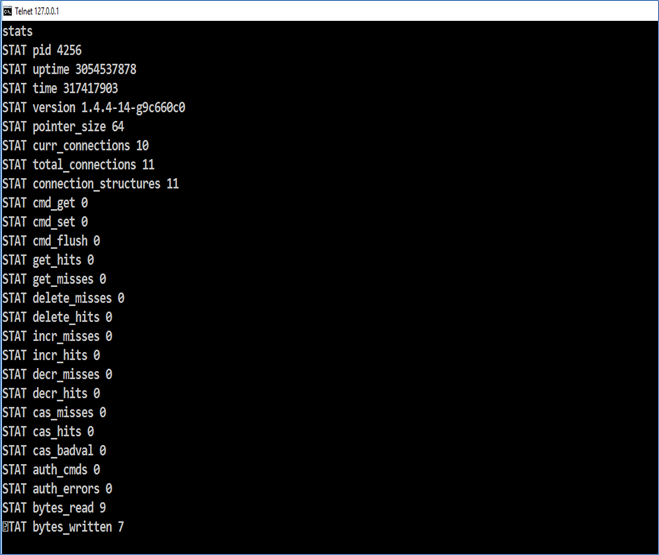 Telnet 127.0.0.1
stats
STAT pid 4256
STAT uptime 3054537878
STAT time 317417903
STAT version 1.4.4-14-g9c660c0
STAT pointer_size 64
STAT curr_connections 10
STAT total_connections 11
STAT connection_structures 11
STAT cmd_get 0
STAT cmd_set 0
STAT cmd_flush 0
STAT get_hits 0
STAT get_misses 0
STAT delete_misses 0
STAT delete_hits 0
STAT incr_misses 0
STAT incr_hits 0
STAT decr_misses 0
STAT decr_hits 0
STAT cas_misses 0
STAT cas_hits 0
STAT cas_badval 0
STAT auth_cmds 0
STAT auth_errors 0
STAT bytes_read 9
⍰TAT bytes_written 7